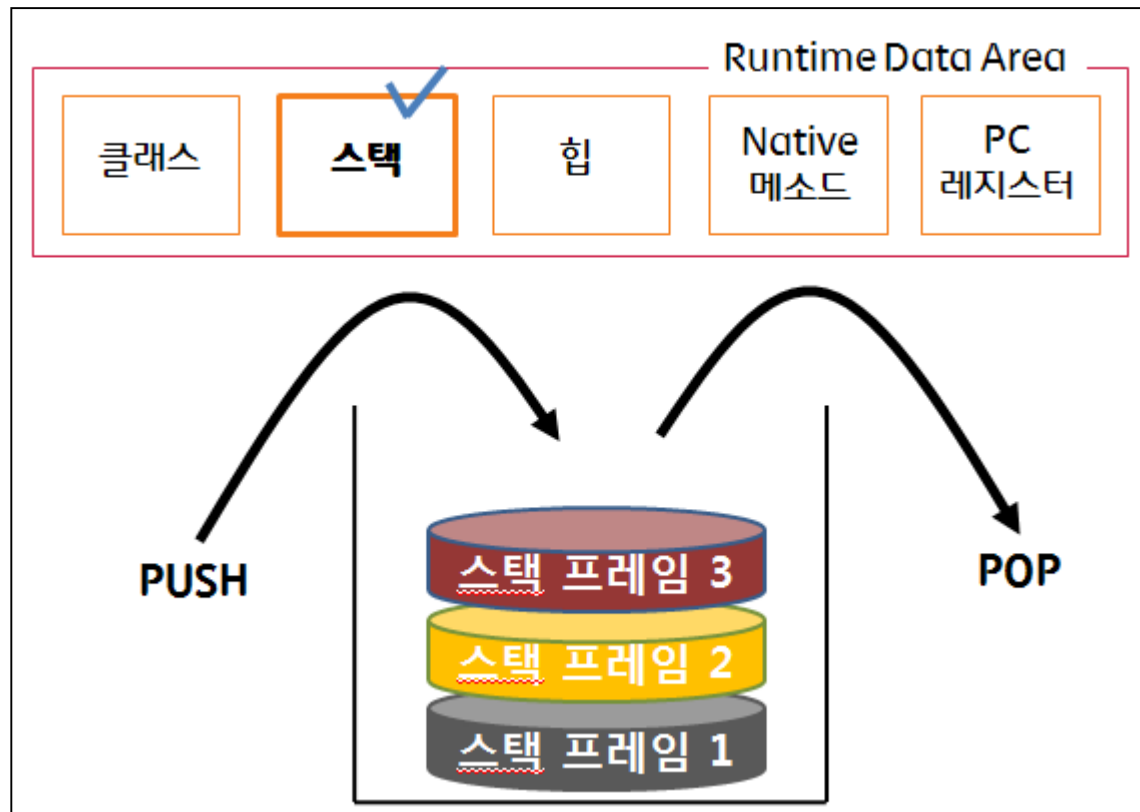 Runtime Data Area
클래스
스택
힙
Native
메소드
PC
레지스터
PUSH
POP
스택 프레임 3
스택 프레임 2
스택 프레임 1